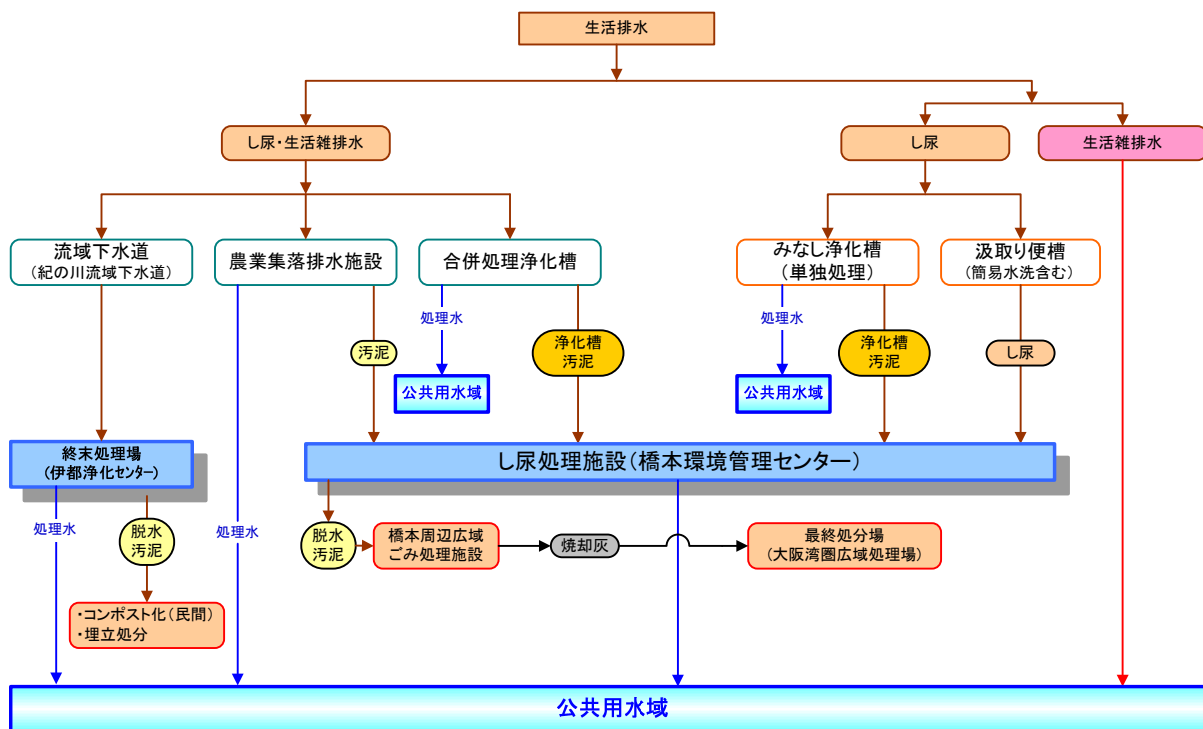 生活排水
し尿・生活雑排水
し尿
生活雑排水
流域下水道
(紀の川流域下水道)
農業集落排水施設
合併処理浄化槽
みなし浄化槽
(単独処理)
汲取り便槽
(簡易水洗含む)
処理水
処理水
汚泥
浄化槽
汚泥
浄化槽
汚泥
し尿
公共用水域
公共用水域
終末処理場
(伊都浄化センター)
し尿処理施設(橋本環境管理センター)
処理水
脱水
汚泥
処理水
脱水
汚泥
橋本周辺広域
ごみ処理施設
焼却灰
最終処分場
(大阪湾圏広域処理場)
・コンポスト化(民間)
・埋立処分
公共用水域